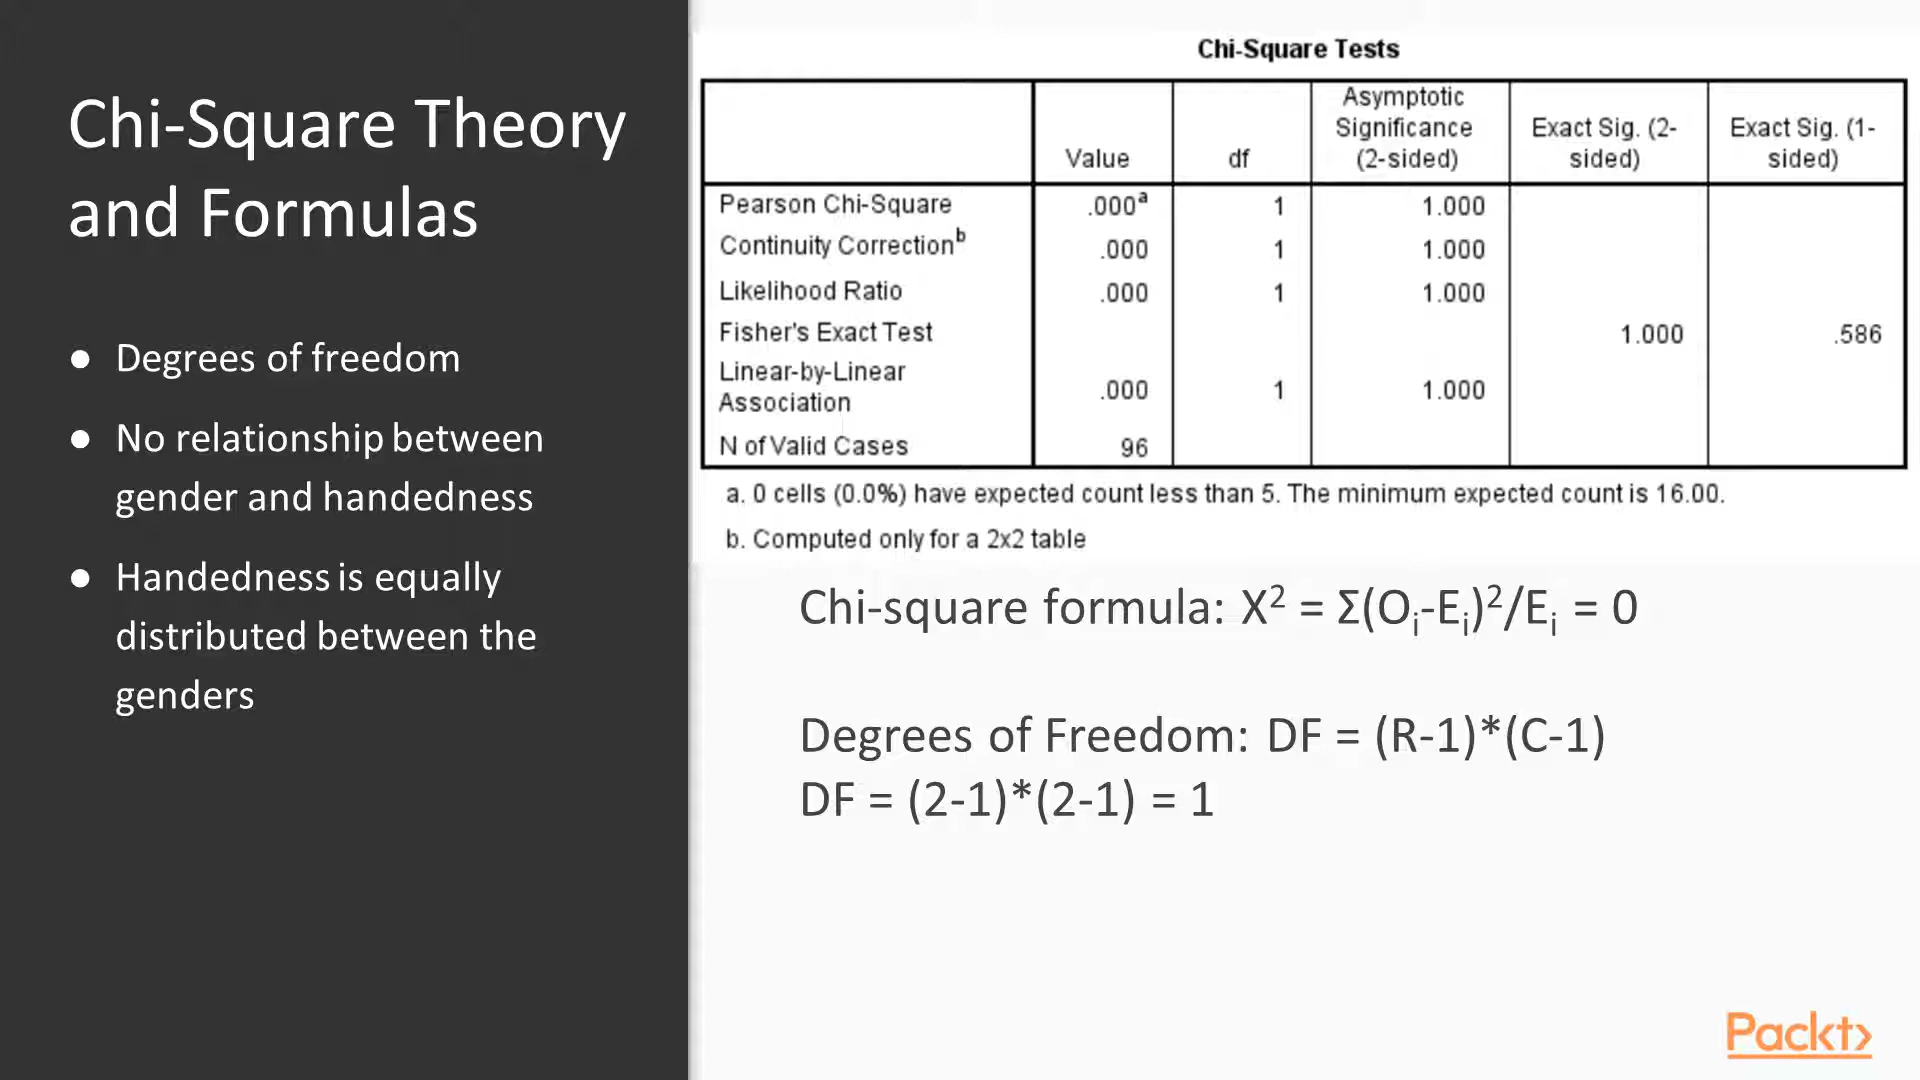 Chi-Square Theory
and Formulas
● Degrees of freedom
● No relationship between
gender and handedness
● Handedness is equally
distributed between the
genders
Chi-Square Tests
Value df Asymptotic Significance (2-sided) Exact Sig. (2-sided) Exact Sig. (1-sided)
Pearson Chi-Square .000ᵃ 1 1.000
Continuity Correctionᵇ .000 1 1.000
Likelihood Ratio .000 1 1.000
Fisher's Exact Test 1.000 .586
Linear-by-Linear Association .000 1 1.000
N of Valid Cases 96
a. 0 cells (0.0%) have expected count less than 5. The minimum expected count is 16.00.
b. Computed only for a 2x2 table
Chi-square formula: X² = Σ(Oᵢ-Eᵢ)²/Eᵢ = 0
Degrees of Freedom: DF = (R-1)*(C-1)
DF = (2-1)*(2-1) = 1
Packt>